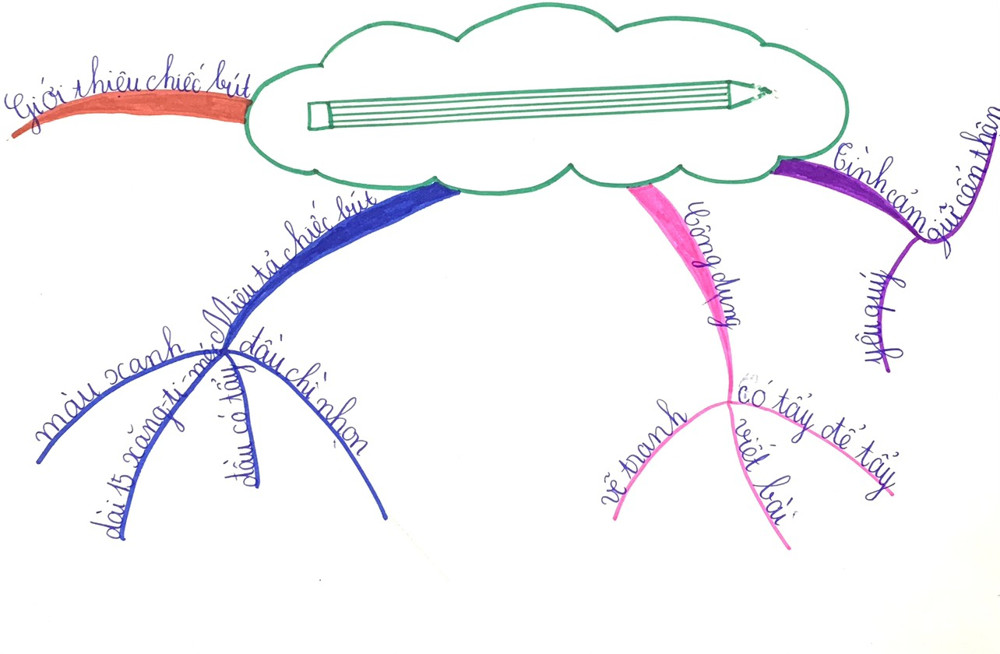 Giới thiệu chiếc bút
Miêu tả chiếc bút
màu xanh
dài 15 xăng-ti-mét
đầu có tẩy
đầu chì nhọn
Công dụng
vẽ tranh
viết bài
có tẩy để tẩy
Tình cảm
yêu quý
giữ cẩn thân